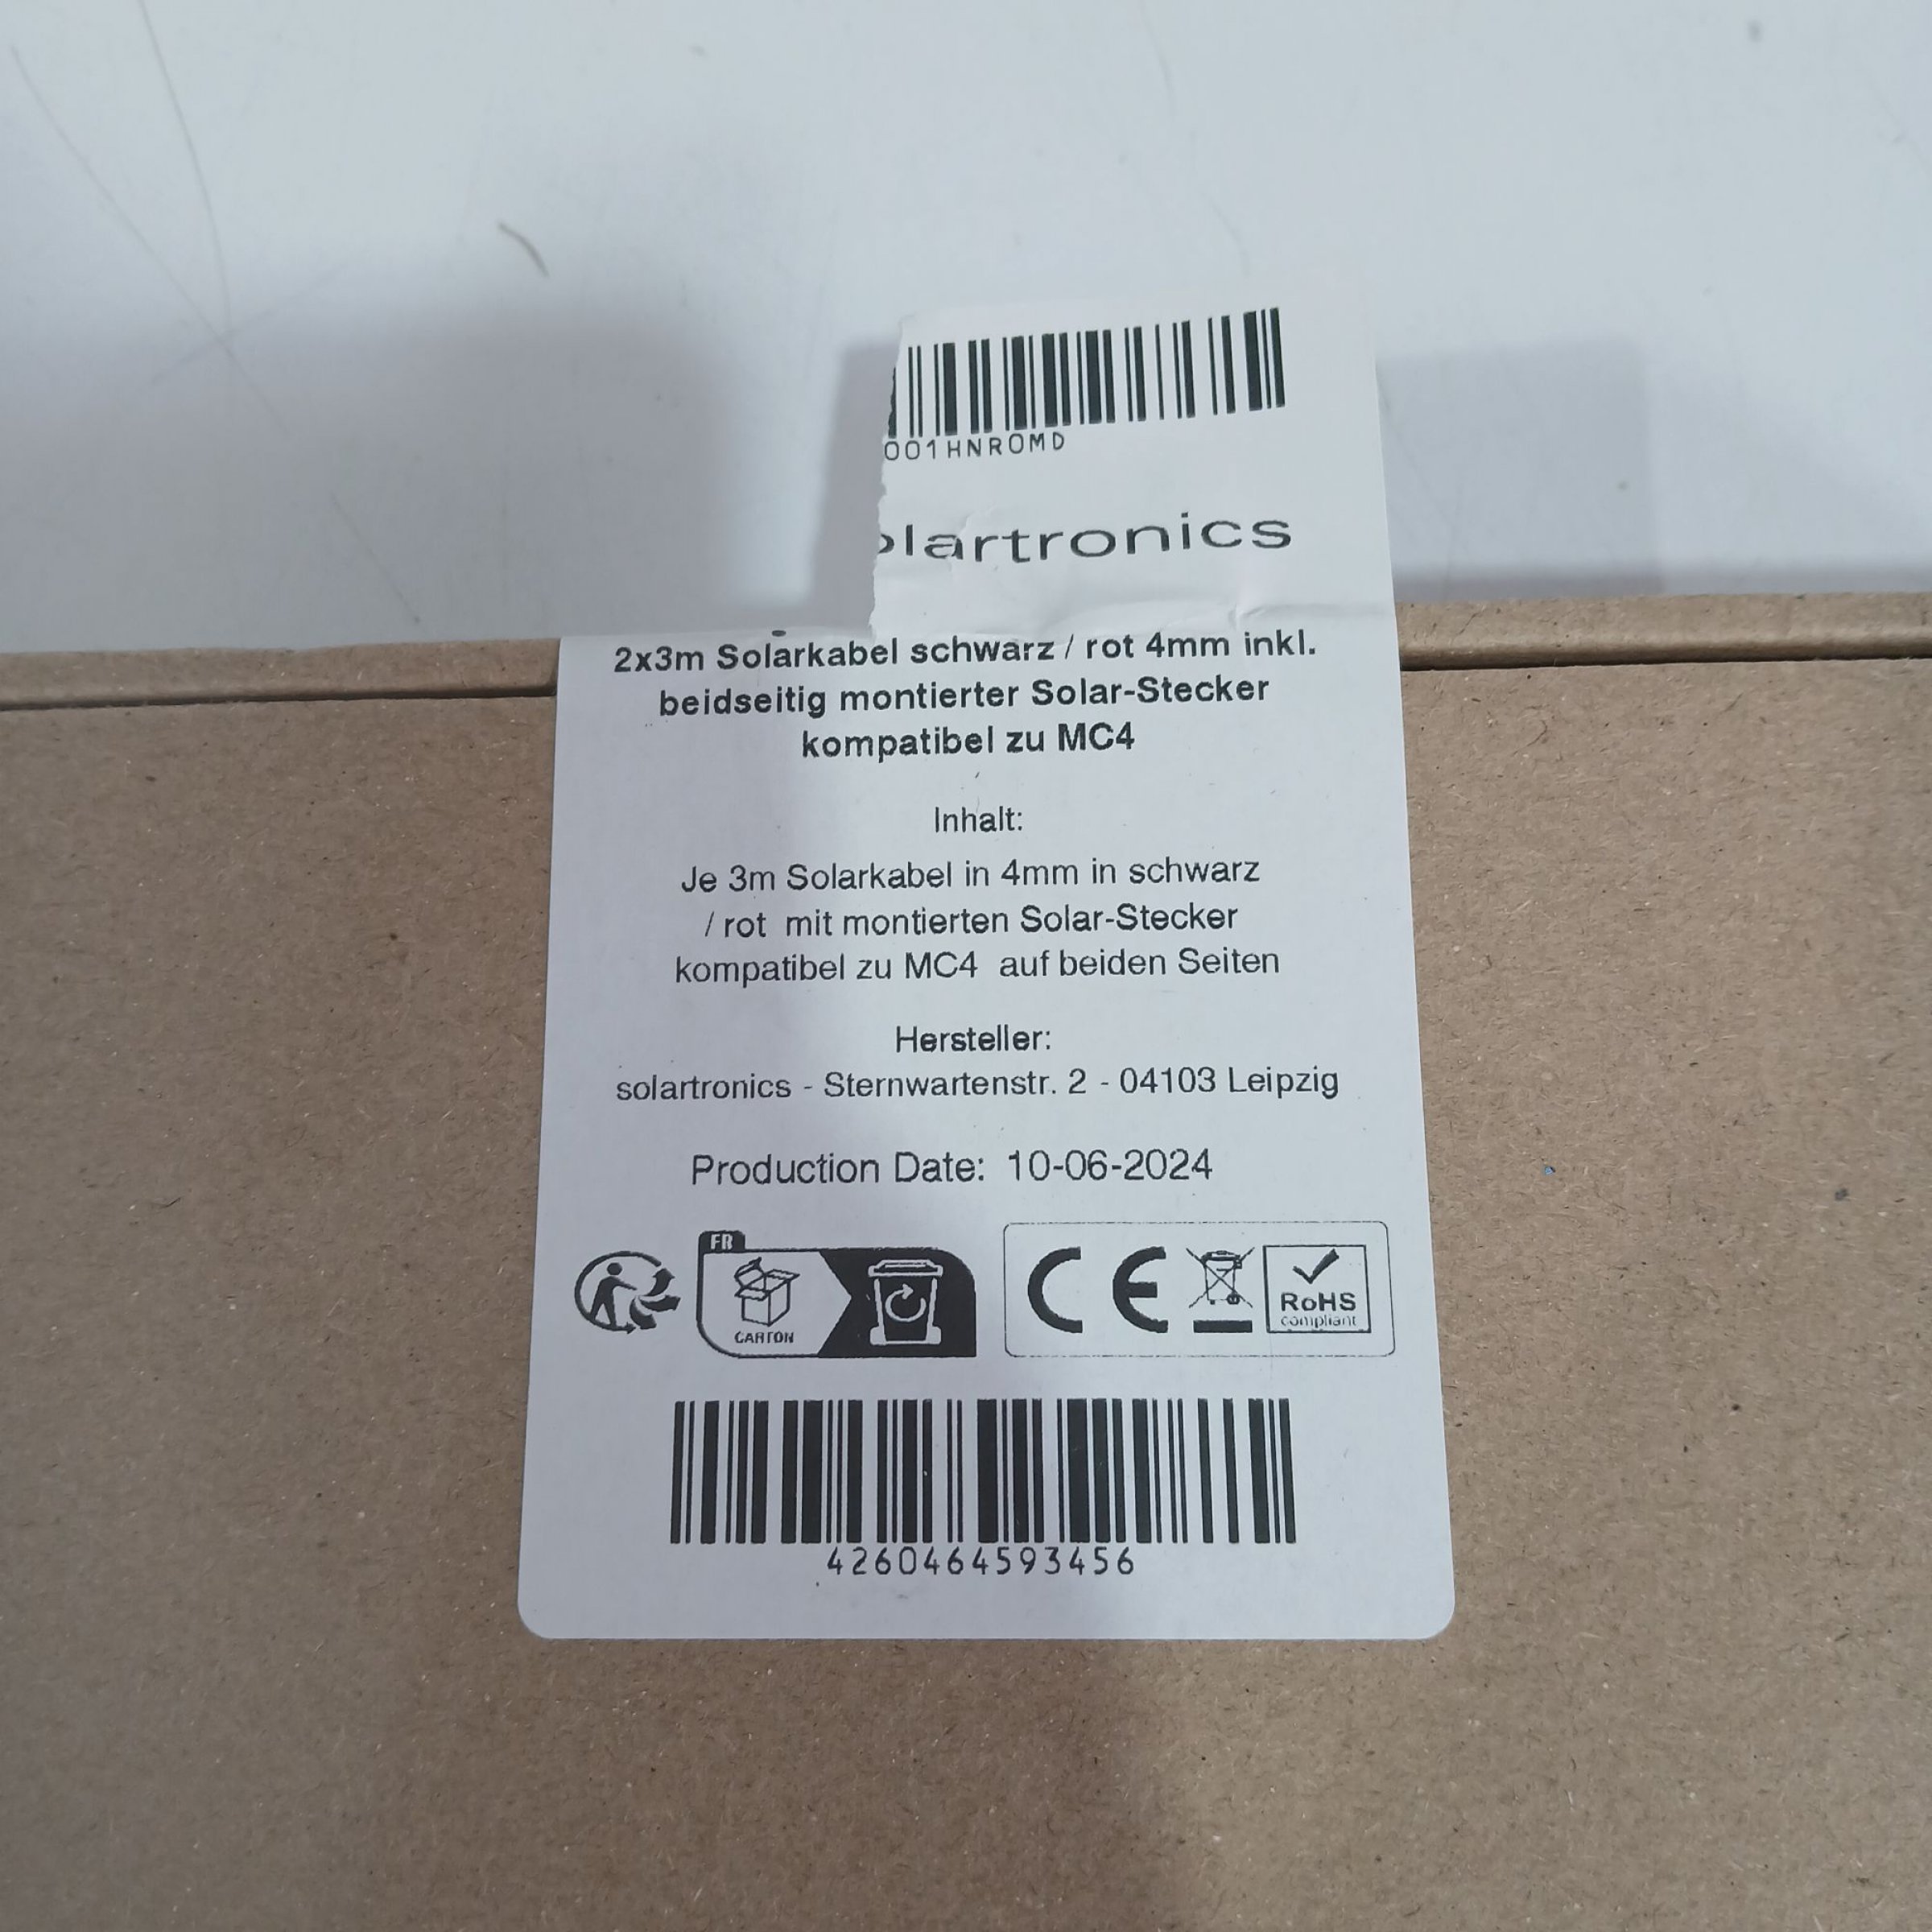 001HNROMD
olartronics
2x3m Solarkabel schwarz / rot 4mm inkl.
beidseitig montierter Solar-Stecker
kompatibel zu MC4
Inhalt:
Je 3m Solarkabel in 4mm in schwarz
/ rot mit montierten Solar-Stecker
kompatibel zu MC4 auf beiden Seiten
Hersteller:
solartronics - Sternwartenstr. 2 - 04103 Leipzig
Production Date: 10-06-2024
FR
CARTON
CE
RoHS
compliant
4260464593456